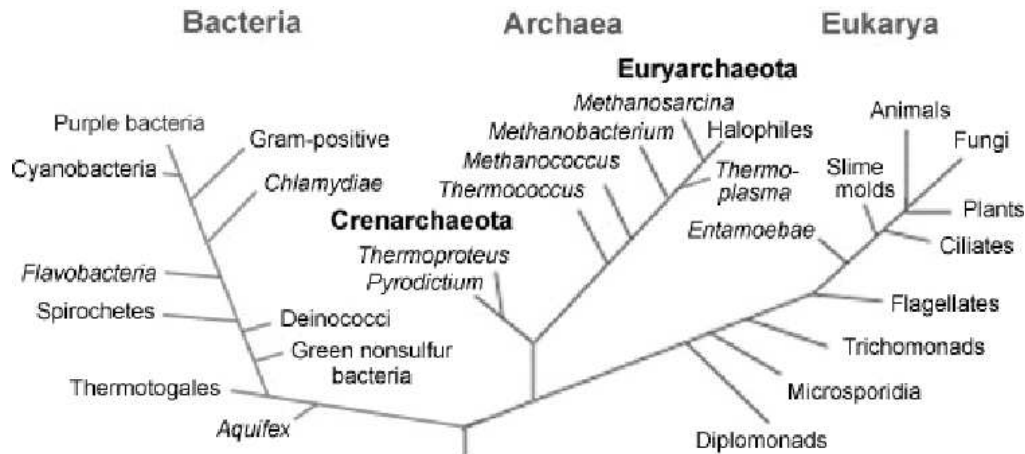 Bacteria
Archaea
Eukarya
Euryarchaeota
Methanosarcina
Animals
Purple bacteria
Gram-positive
Methanobacterium
Halophiles
Fungi
Cyanobacteria
Methanococcus
Thermo-
plasma
Slime
molds
Chlamydiae
Thermococcus
Plants
Crenarchaeota
Entamoebae
Ciliates
Thermoproteus
Flavobacteria
Pyrodictium
Flagellates
Spirochetes
Deinococci
Trichomonads
Green nonsulfur
bacteria
Thermotogales
Microsporidia
Aquifex
Diplomonads